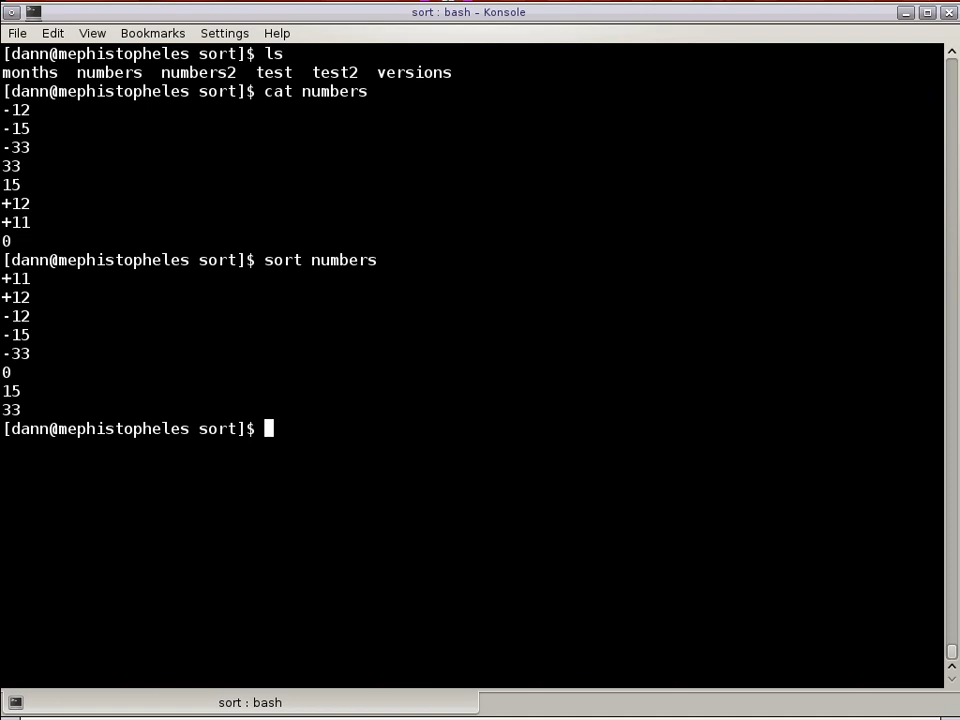 sort : bash - Konsole
File Edit View Bookmarks Settings Help
[dann@mephistopheles sort]$ ls
months  numbers  numbers2  test  test2  versions
[dann@mephistopheles sort]$ cat numbers
-12
-15
-33
33
15
+12
+11
0
[dann@mephistopheles sort]$ sort numbers
+11
+12
-12
-15
-33
0
15
33
[dann@mephistopheles sort]$
sort : bash